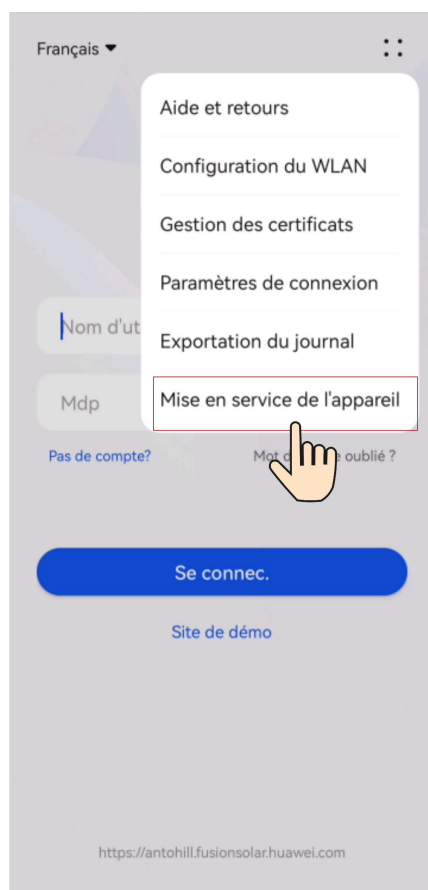 Français
Aide et retours
Configuration du WLAN
Gestion des certificats
Paramètres de connexion
Nom d'ut
Exportation du journal
Mdp
Mise en service de l'appareil
Pas de compte?
Mot d e oublié ?
Se connec.
Site de démo
https://antohill.fusionsolar.huawei.com